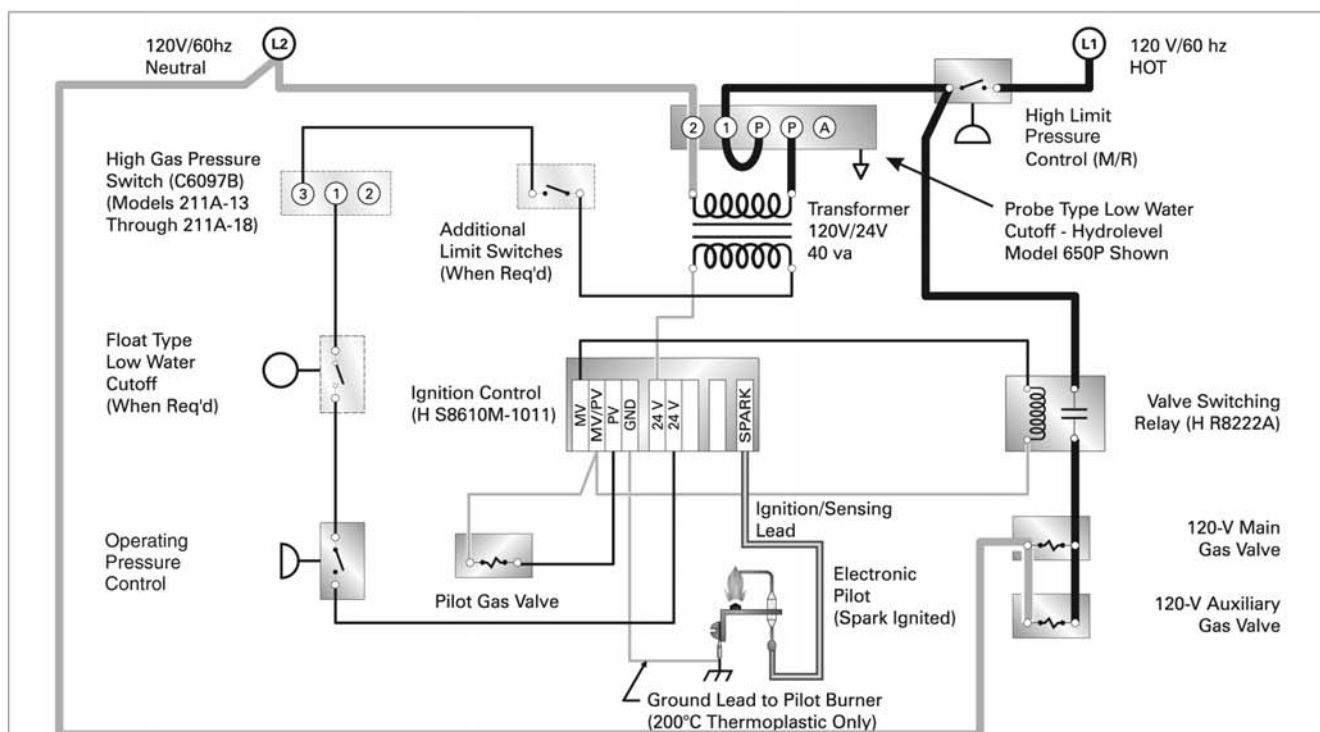 120V/60hz
Neutral
L2
L1
120 V/60 hz
HOT
2
1
P
P
A
High Limit
Pressure
Control (M/R)
High Gas Pressure
Switch (C6097B)
(Models 211A-13
Through 211A-18)
3
1
2
Additional
Limit Switches
(When Req'd)
Transformer
120V/24V
40 va
Probe Type Low Water
Cutoff - Hydrolevel
Model 650P Shown
Float Type
Low Water
Cutoff
(When Req'd)
Ignition Control
(H S8610M-1011)
MV
MV/PV
PV
GND
24 V
24 V
SPARK
Valve Switching
Relay (H R8222A)
Ignition/Sensing
Lead
Operating
Pressure
Control
Pilot Gas Valve
Electronic
Pilot
(Spark Ignited)
120-V Main
Gas Valve
120-V Auxiliary
Gas Valve
Ground Lead to Pilot Burner
(200°C Thermoplastic Only)